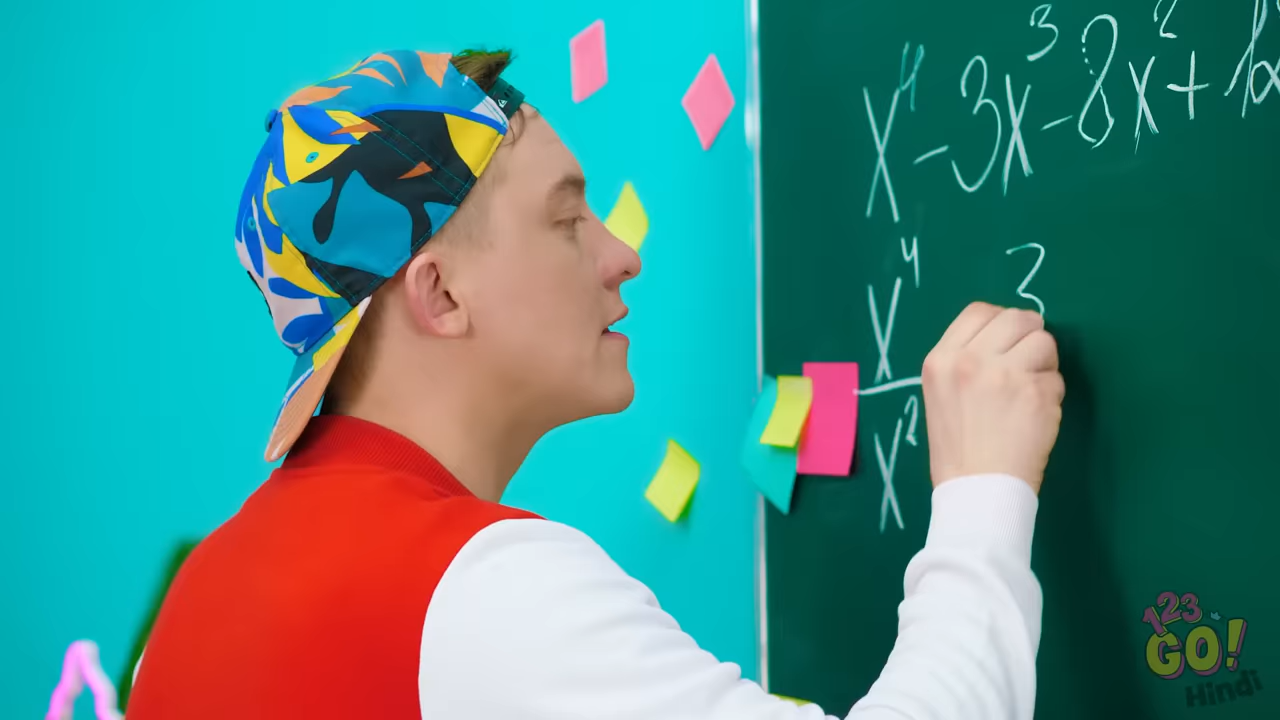 x⁴-3x³-8x²+
x⁴ 3
x²
123
GO!
Hindi